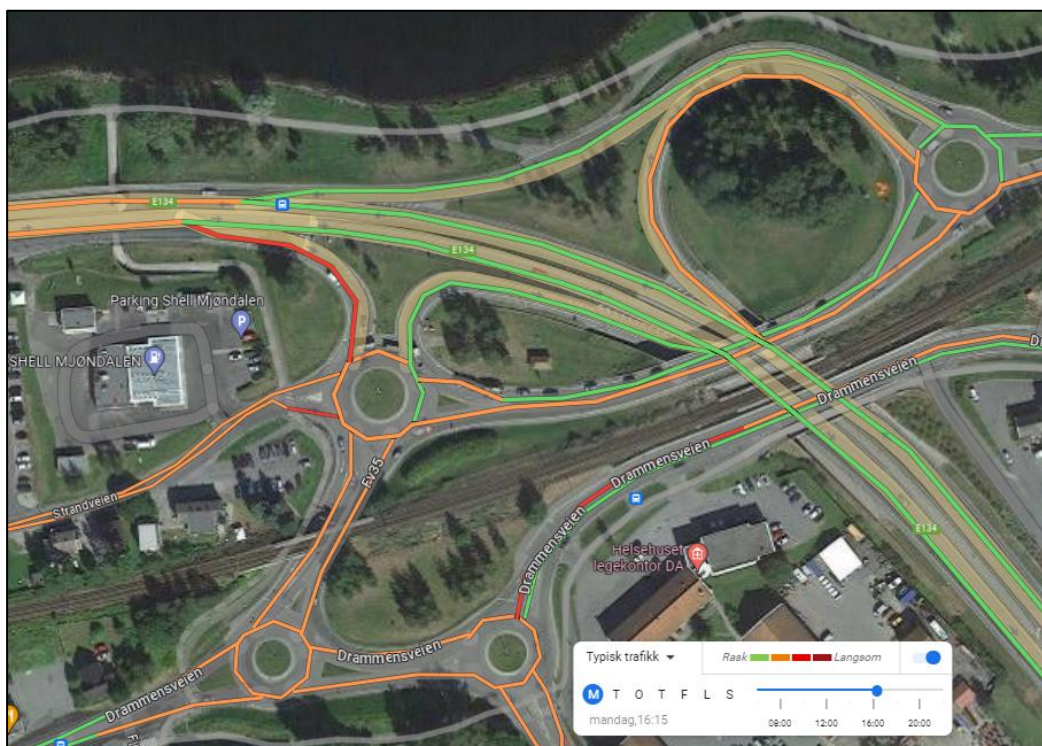 E134
E134
Parking Shell Mjøndalen
P
SHELL MJØNDALEN
Drammensveien
D
Fv35
Drammensveien
Strandveien
Drammensveien
E134
Helsehuset
legekontor DA
Drammensveien
Drammensveien
Typisk trafikk
Rask
Langsom
M T O T F L S
mandag,16:15
08:00 12:00 16:00 20:00